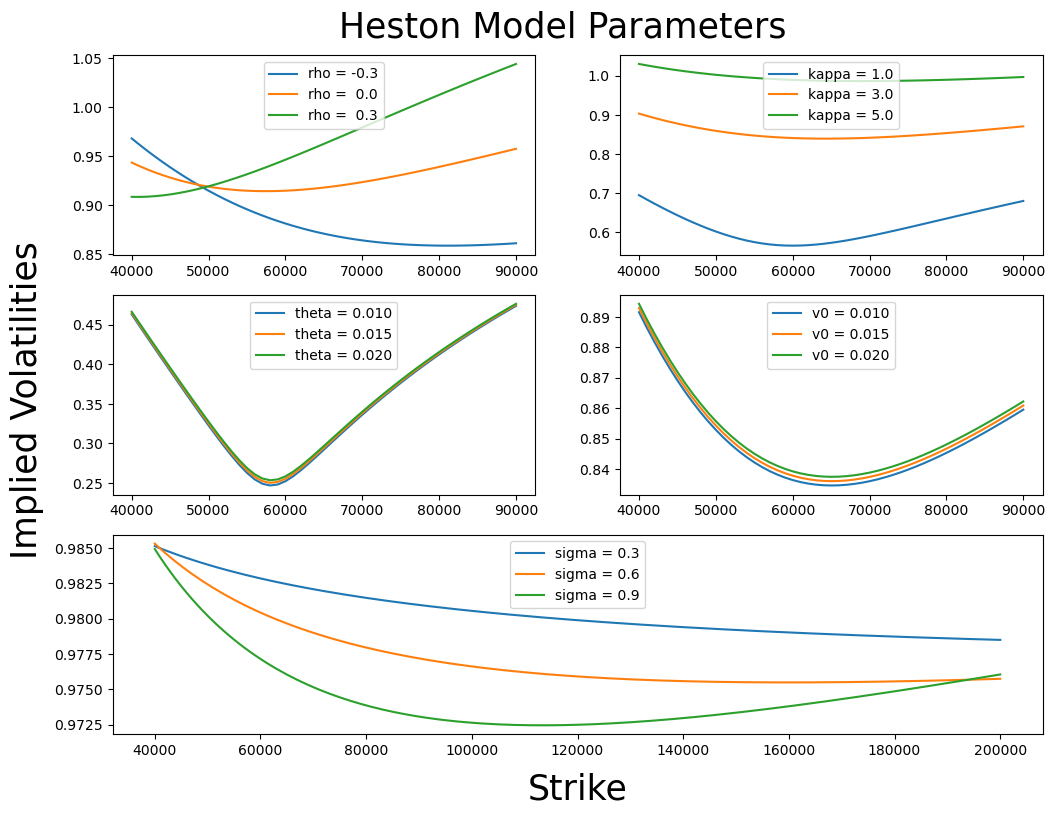 Heston Model Parameters
Implied Volatilities
1.05
1.00
0.95
0.90
0.85
rho = -0.3
rho =  0.0
rho =  0.3
40000 50000 60000 70000 80000 90000
1.0
0.9
0.8
0.7
0.6
kappa = 1.0
kappa = 3.0
kappa = 5.0
40000 50000 60000 70000 80000 90000
0.45
0.40
0.35
0.30
0.25
theta = 0.010
theta = 0.015
theta = 0.020
40000 50000 60000 70000 80000 90000
0.89
0.88
0.87
0.86
0.85
0.84
v0 = 0.010
v0 = 0.015
v0 = 0.020
40000 50000 60000 70000 80000 90000
0.9850
0.9825
0.9800
0.9775
0.9750
0.9725
sigma = 0.3
sigma = 0.6
sigma = 0.9
40000 60000 80000 100000 120000 140000 160000 180000 200000
Strike